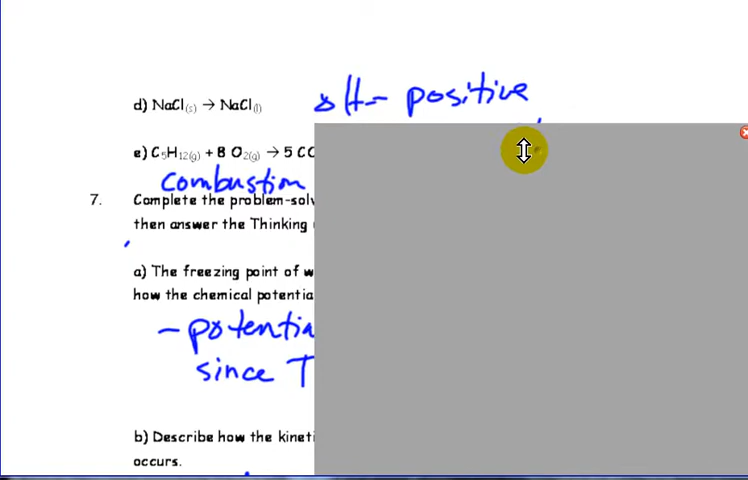 d) NaCl(s) → NaCl(l) ΔH = positive
e) C5H12(g) + 8 O2(g) → 5 CO
combustion
7. Complete the problem-solv
then answer the Thinking
a) The freezing point of w
how the chemical potentia
- potentia
since T
b) Describe how the kineti
occurs.